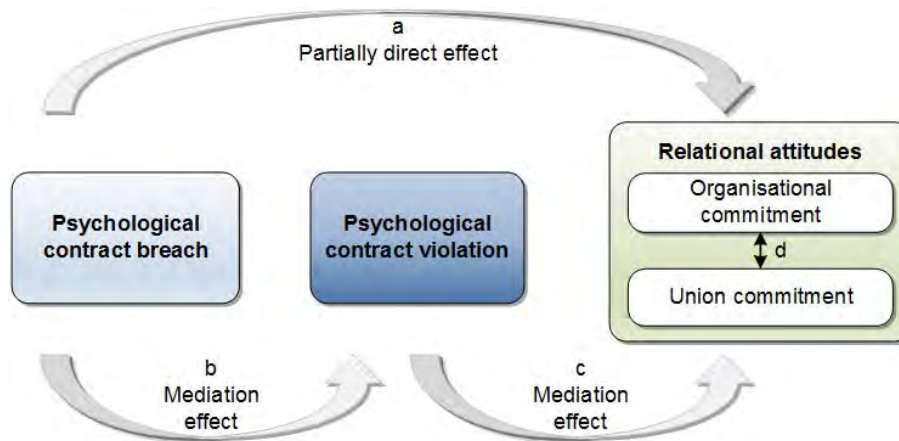 a
Partially direct effect
Psychological
contract breach
Psychological
contract violation
Relational attitudes
Organisational
commitment
d
Union commitment
b
Mediation
effect
c
Mediation
effect